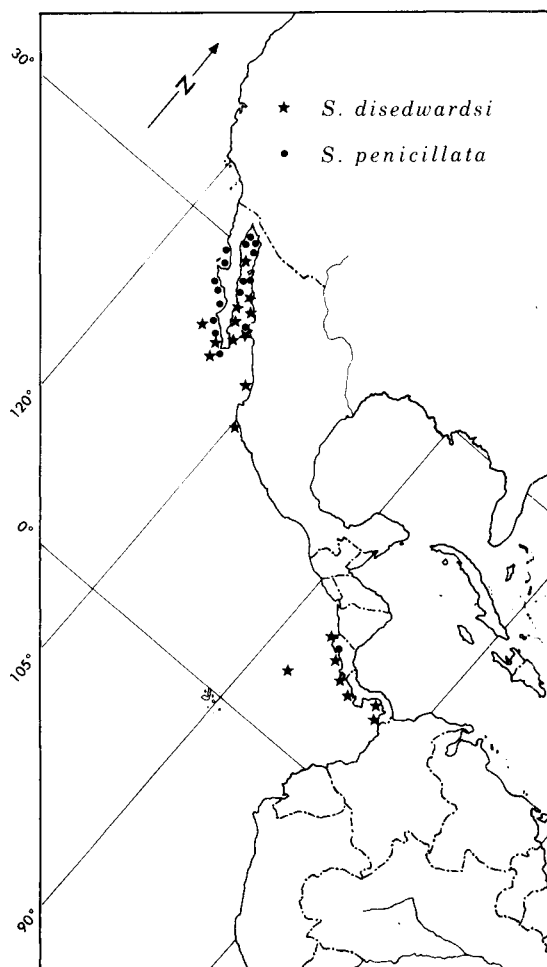 30°
N
★ S. disedwardsi
● S. penicillata
120°
0°
105°
90°